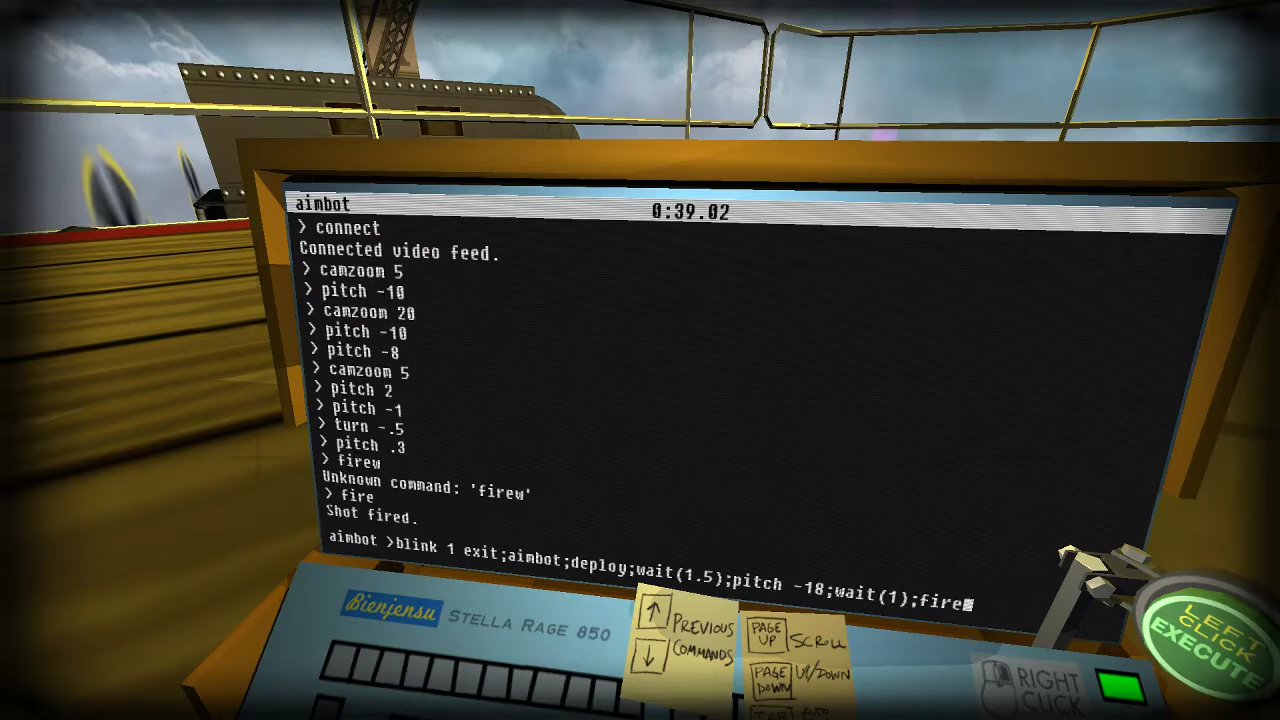 aimbot 0:39.02
> connect
Connected video feed.
> camzoom 5
> pitch -10
> camzoom 20
> pitch -10
> pitch -8
> camzoom 5
> pitch 2
> pitch -1
> turn -.5
> pitch .3
> firew
Unknown command: 'firew'
> fire
Shot fired.
aimbot >blink 1 exit;aimbot;deploy;wait(1.5);pitch -18;wait(1);fire
Bienjensu STELLA RAGE 850
↑ PREVIOUS
↓ COMMANDS
PAGE UP SCROLL
PAGE DOWN UP/DOWN
TAB AUTO
LEFT
CLICK
EXECUTE
RIGHT
CLICK